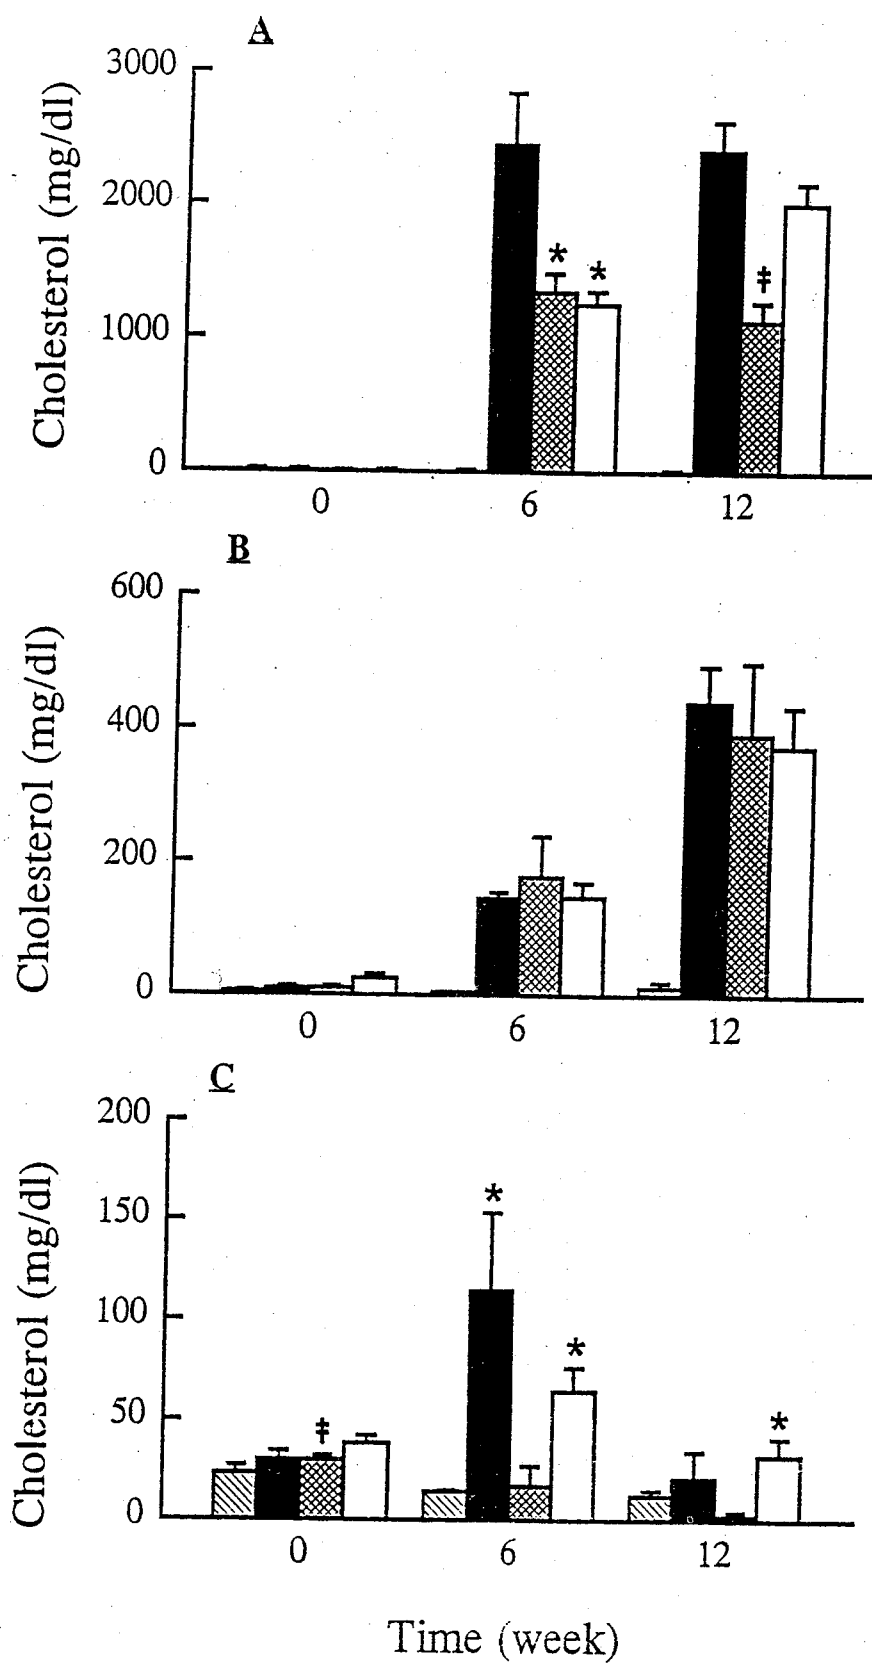 A
3000
2000
1000
0
Cholesterol (mg/dl)
* * ‡
0 6 12
B
600
400
200
0
Cholesterol (mg/dl)
0 6 12
C
200
150
100
50
0
Cholesterol (mg/dl)
‡ * * *
0 6 12
Time (week)